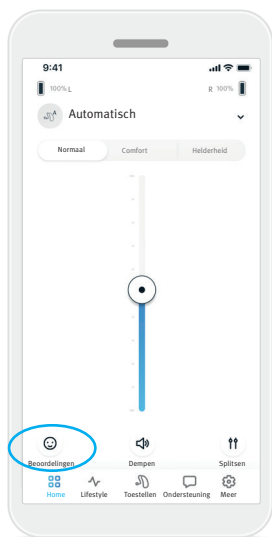 9:41
100% L
R 100%
Automatisch
Normaal Comfort Helderheid
Beoordelingen Dempen Splitsen
Home Lifestyle Toestellen Ondersteuning Meer